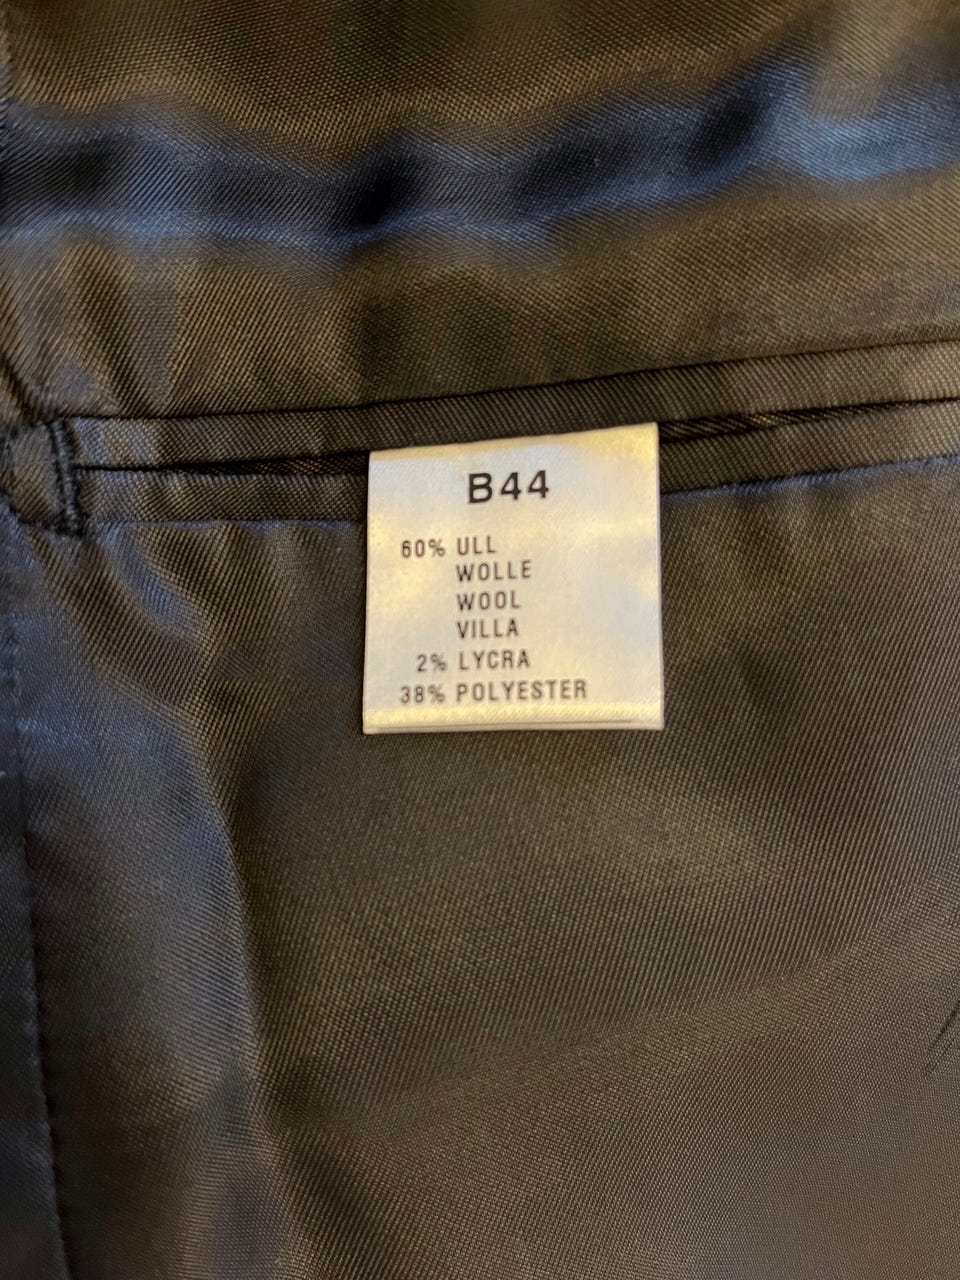 B44
60% ULL
WOLLE
WOOL
VILLA
2% LYCRA
38% POLYESTER